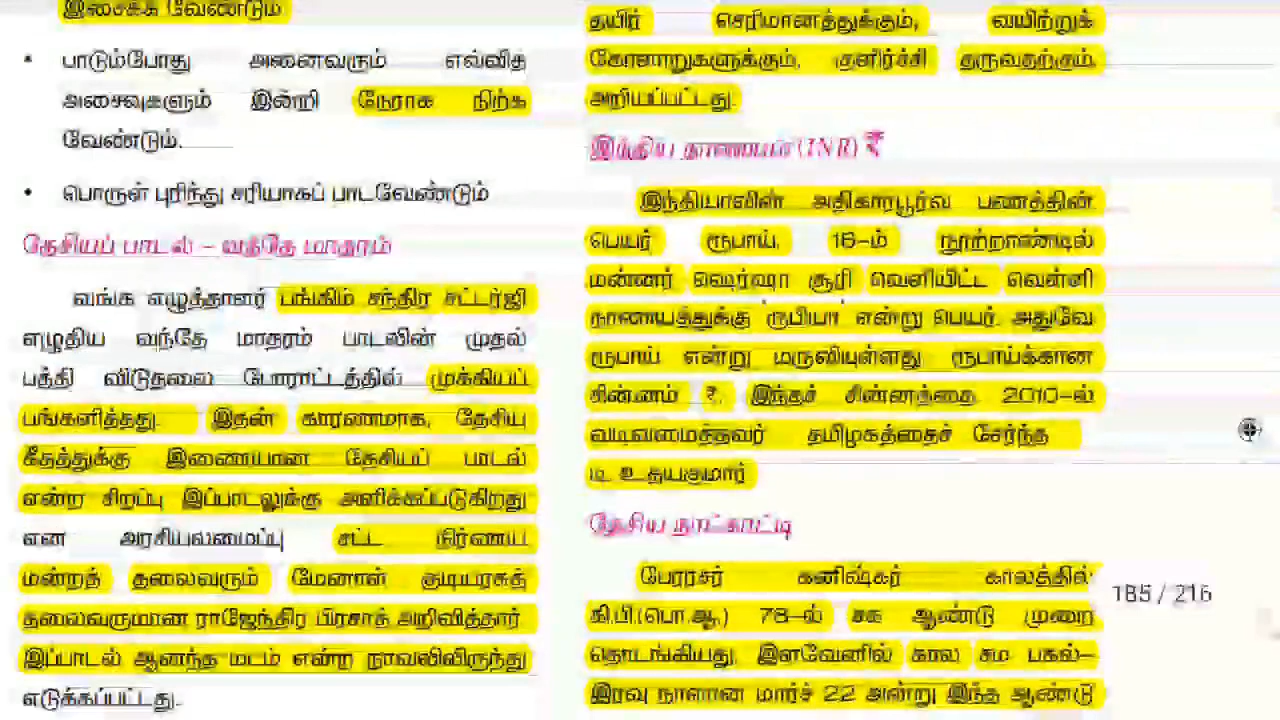 இசைக்க வேண்டும்
• பாடும்போது அனைவரும் எவ்வித
அசைவுகளும் இன்றி நேராக நிற்க
வேண்டும்.
• பொருள் புரிந்து சரியாகப் பாடவேண்டும்
தேசியப் பாடல் – வந்தே மாதரம்
வங்க எழுத்தாளர் பங்கிம் சந்திர சட்டர்ஜி
எழுதிய வந்தே மாதரம் பாடலின் முதல்
பத்தி விடுதலை போராட்டத்தில் முக்கியப்
பங்களித்தது. இதன் காரணமாக, தேசிய
கீதத்துக்கு இணையான தேசியப் பாடல்
என்ற சிறப்பு இப்பாடலுக்கு அளிக்கப்படுகிறது
என அரசியலமைப்பு சட்ட நிர்ணய
மன்றத் தலைவரும் மேனாள் குடியரசுத்
தலைவருமான ராஜேந்திர பிரசாத் அறிவித்தார்.
இப்பாடல் ஆனந்த மடம் என்ற நாவலிலிருந்து
எடுக்கப்பட்டது.
தயிர் செரிமானத்துக்கும், வயிற்றுக்
கோளாறுகளுக்கும், குளிர்ச்சி தருவதற்கும்
அறியப்பட்டது.
இந்திய நாணயம் (INR) ₹
இந்தியாவின் அதிகாரபூர்வ பணத்தின்
பெயர் ரூபாய். 16-ம் நூற்றாண்டில்
மன்னர் ஷெர்ஷா சூரி வெளியிட்ட வெள்ளி
நாணயத்துக்கு 'ரூபியா' என்று பெயர். அதுவே
ரூபாய் என்று மருவியுள்ளது ரூபாய்க்கான
சின்னம் ₹. இந்தச் சின்னத்தை 2010-ல்
வடிவமைத்தவர் தமிழகத்தைச் சேர்ந்த
டி. உதயகுமார்
தேசிய நாட்காட்டி
பேரரசர் கனிஷ்கர் காலத்தில்
கி.பி.(பொ.ஆ.) 78-ல் சக ஆண்டு முறை
தொடங்கியது. இளவேனில் கால சம பகல்–
இரவு நாளான மார்ச் 22 அன்று இந்த ஆண்டு
185 / 216